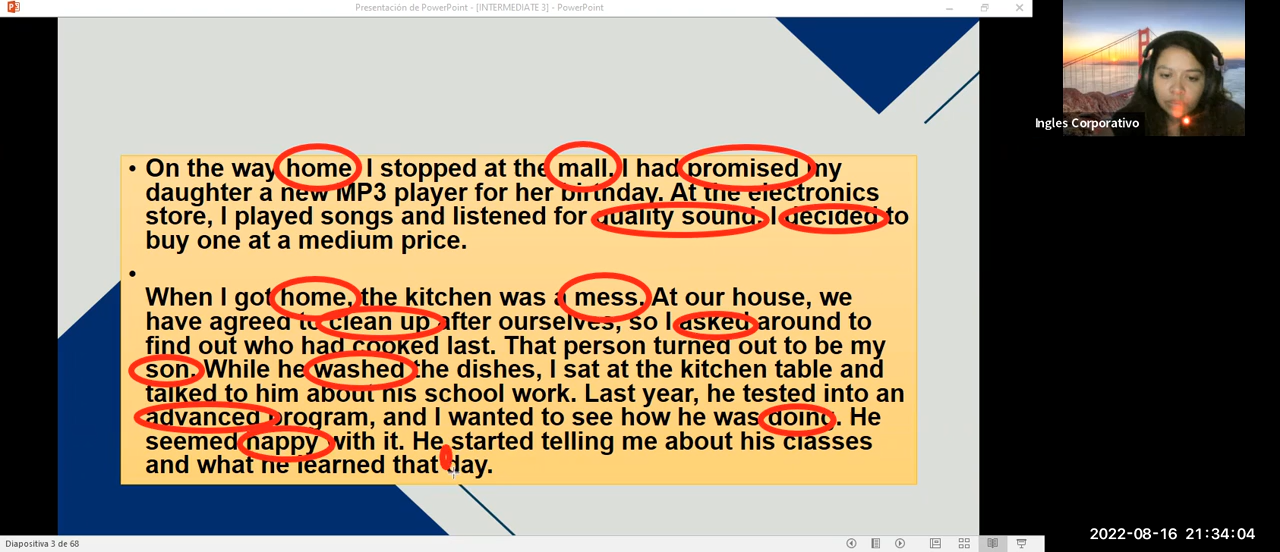 Presentación de PowerPoint - [INTERMEDIATE 3] - PowerPoint
Ingles Corporativo
• On the way home, I stopped at the mall. I had promised my
daughter a new MP3 player for her birthday. At the electronics
store, I played songs and listened for quality sound. I decided to
buy one at a medium price.
•
When I got home, the kitchen was a mess. At our house, we
have agreed to clean up after ourselves, so I asked around to
find out who had cooked last. That person turned out to be my
son. While he washed the dishes, I sat at the kitchen table and
talked to him about his school work. Last year, he tested into an
advanced program, and I wanted to see how he was doing. He
seemed happy with it. He started telling me about his classes
and what he learned that day.
2022-08-16 21:34:04
Diapositiva 3 de 68